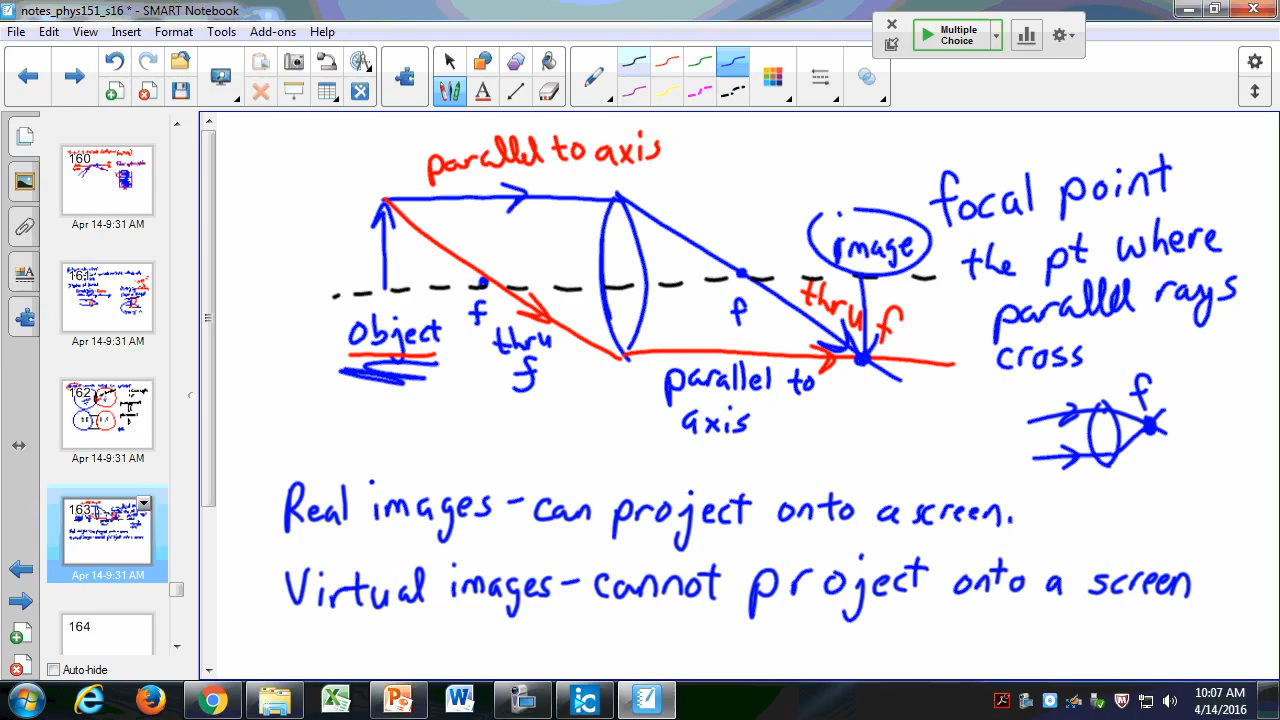 notes_phys151_s16 * - SMART Notebook
File Edit View Insert Format Tools Add-ons Help
Multiple Choice
160
Apr 14-9:31 AM
161
Apr 14-9:31 AM
162
Apr 14-9:31 AM
163
Apr 14-9:31 AM
164
Auto-hide
parallel to axis
Object
f
thru
f
f
image
thru f
parallel to
axis
focal point
the pt where
parallel rays
cross
f
Real images - can project onto a screen.
Virtual images - cannot project onto a screen
10:07 AM
4/14/2016